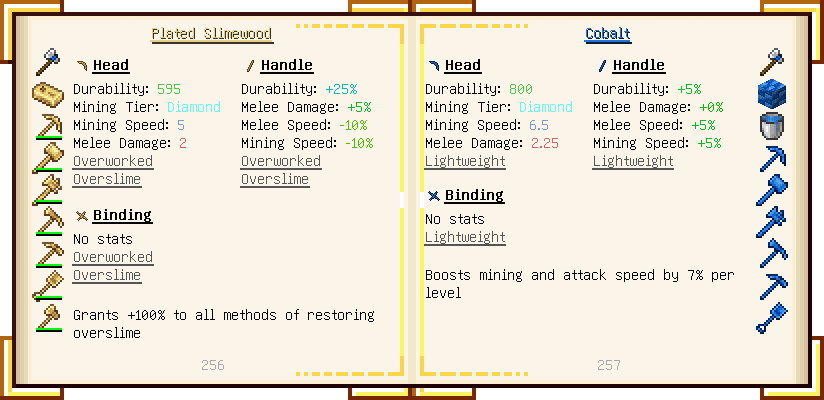 Plated Slimewood
Head
Durability: 595
Mining Tier: Diamond
Mining Speed: 5
Melee Damage: 2
Overworked
Overslime
Handle
Durability: +25%
Melee Damage: +5%
Melee Speed: -10%
Mining Speed: -10%
Overworked
Overslime
Binding
No stats
Overworked
Overslime
Grants +100% to all methods of restoring
overslime
256
Cobalt
Head
Durability: 800
Mining Tier: Diamond
Mining Speed: 6.5
Melee Damage: 2.25
Lightweight
Handle
Durability: +5%
Melee Damage: +0%
Melee Speed: +5%
Mining Speed: +5%
Lightweight
Binding
No stats
Lightweight
Boosts mining and attack speed by 7% per
level
257